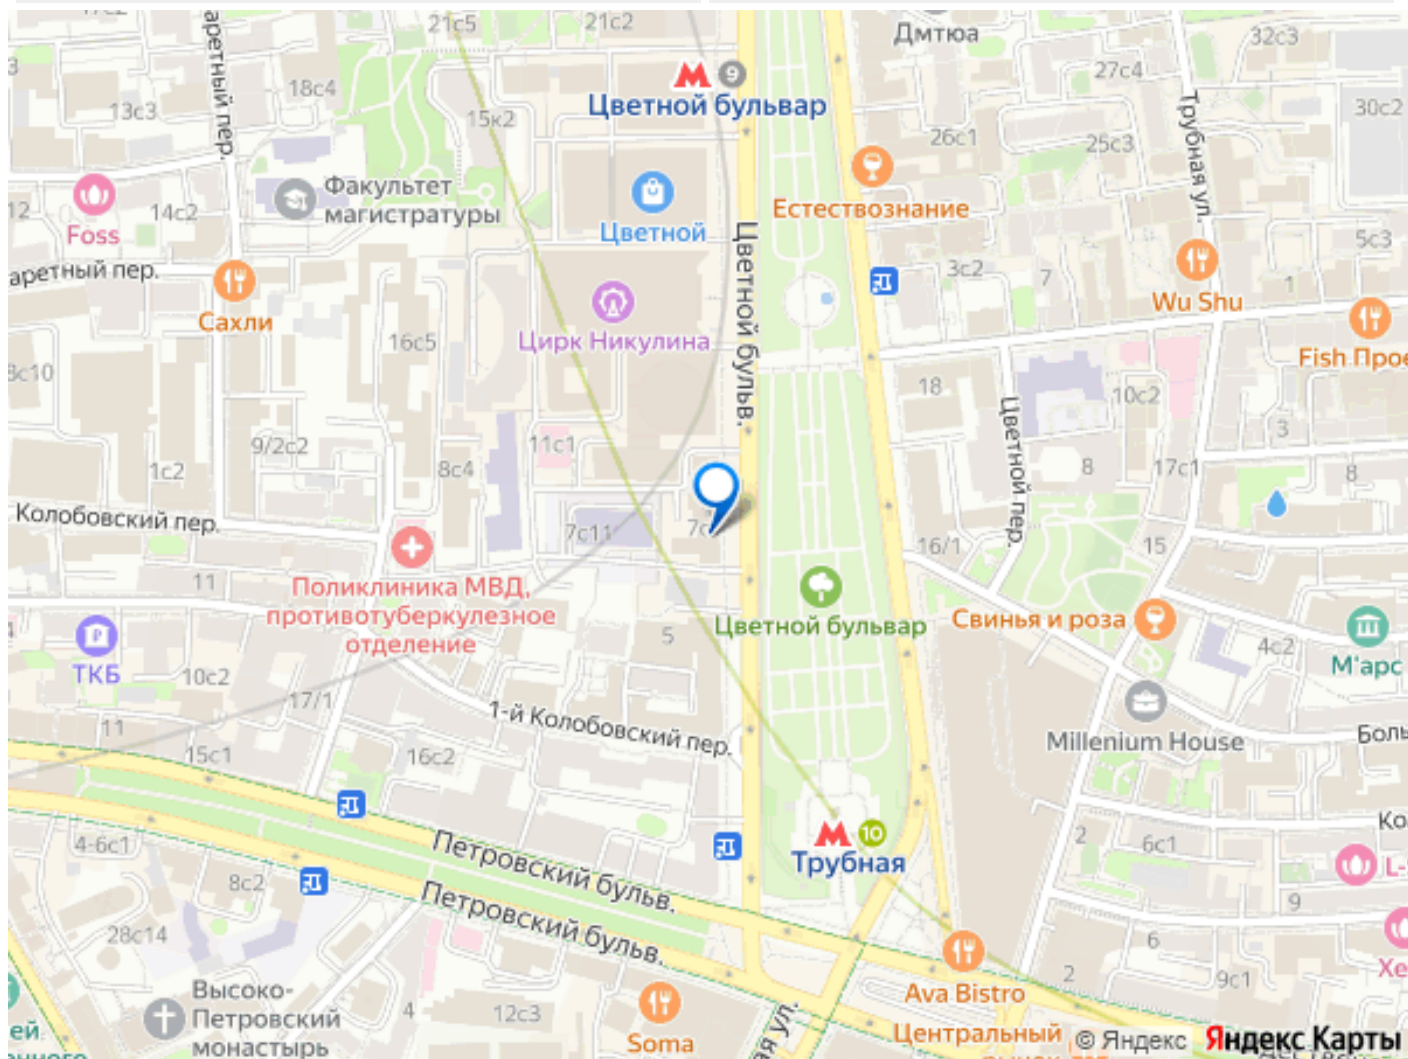 21с5
21с2
Дмтюа
32с3
27с4
9
Цветной бульвар
13с3
18с4
15к2
30с2
26с1
25с3
Трубная ул.
Факультет
магистратуры
12
14с2
Foss
Цветной
Естествознание
5с3
Цветной бульв.
3с2
7
1
Wu Shu
Сахли
Цирк Никулина
16с5
18
10с2
Цветной пер.
9/2с2
11с1
3
1с2
8с4
8
17с1
8
Колобовский пер.
7с11
16/1
15
11
Поликлиника МВД,
противотуберкулезное
отделение
5
Цветной бульвар
Свинья и роза
4с2
М'арс
ТКБ
10с2
17/1
11
15с1
16с2
1-й Колобовский пер.
Millenium House
Трубная
10
2
6с1
4-6с1
8с2
Петровский бульв.
Петровский бульв.
9
28с14
6
2
9с1
Высоко-
Петровский
монастырь
4
12с3
Soma
Ava Bistro
Центральный
© Яндекс
Яндекс Карты